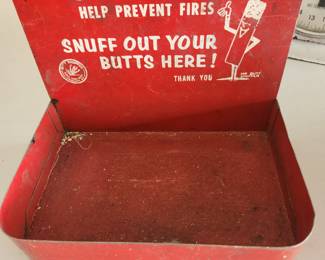 HELP PREVENT FIRES
SNUFF OUT YOUR
BUTTS HERE!
THANK YOU